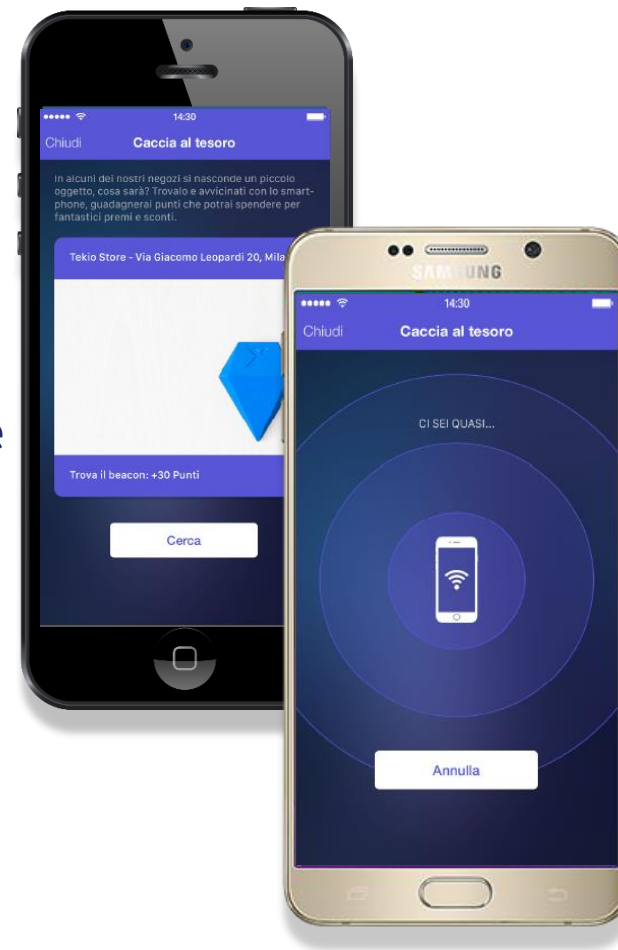 14:30
Chiudi Caccia al tesoro
In alcuni dei nostri negozi si nasconde un piccolo
oggetto, cosa sarà? Trovalo e avvicinati con lo smart-
phone, guadagnerai punti che potrai spendere per
fantastici premi e sconti.
Tekio Store - Via Giacomo Leopardi 20, Mila
Trova il beacon: +30 Punti
Cerca
e
SAMSUNG
14:30
Chiudi Caccia al tesoro
CI SEI QUASI...
Annulla